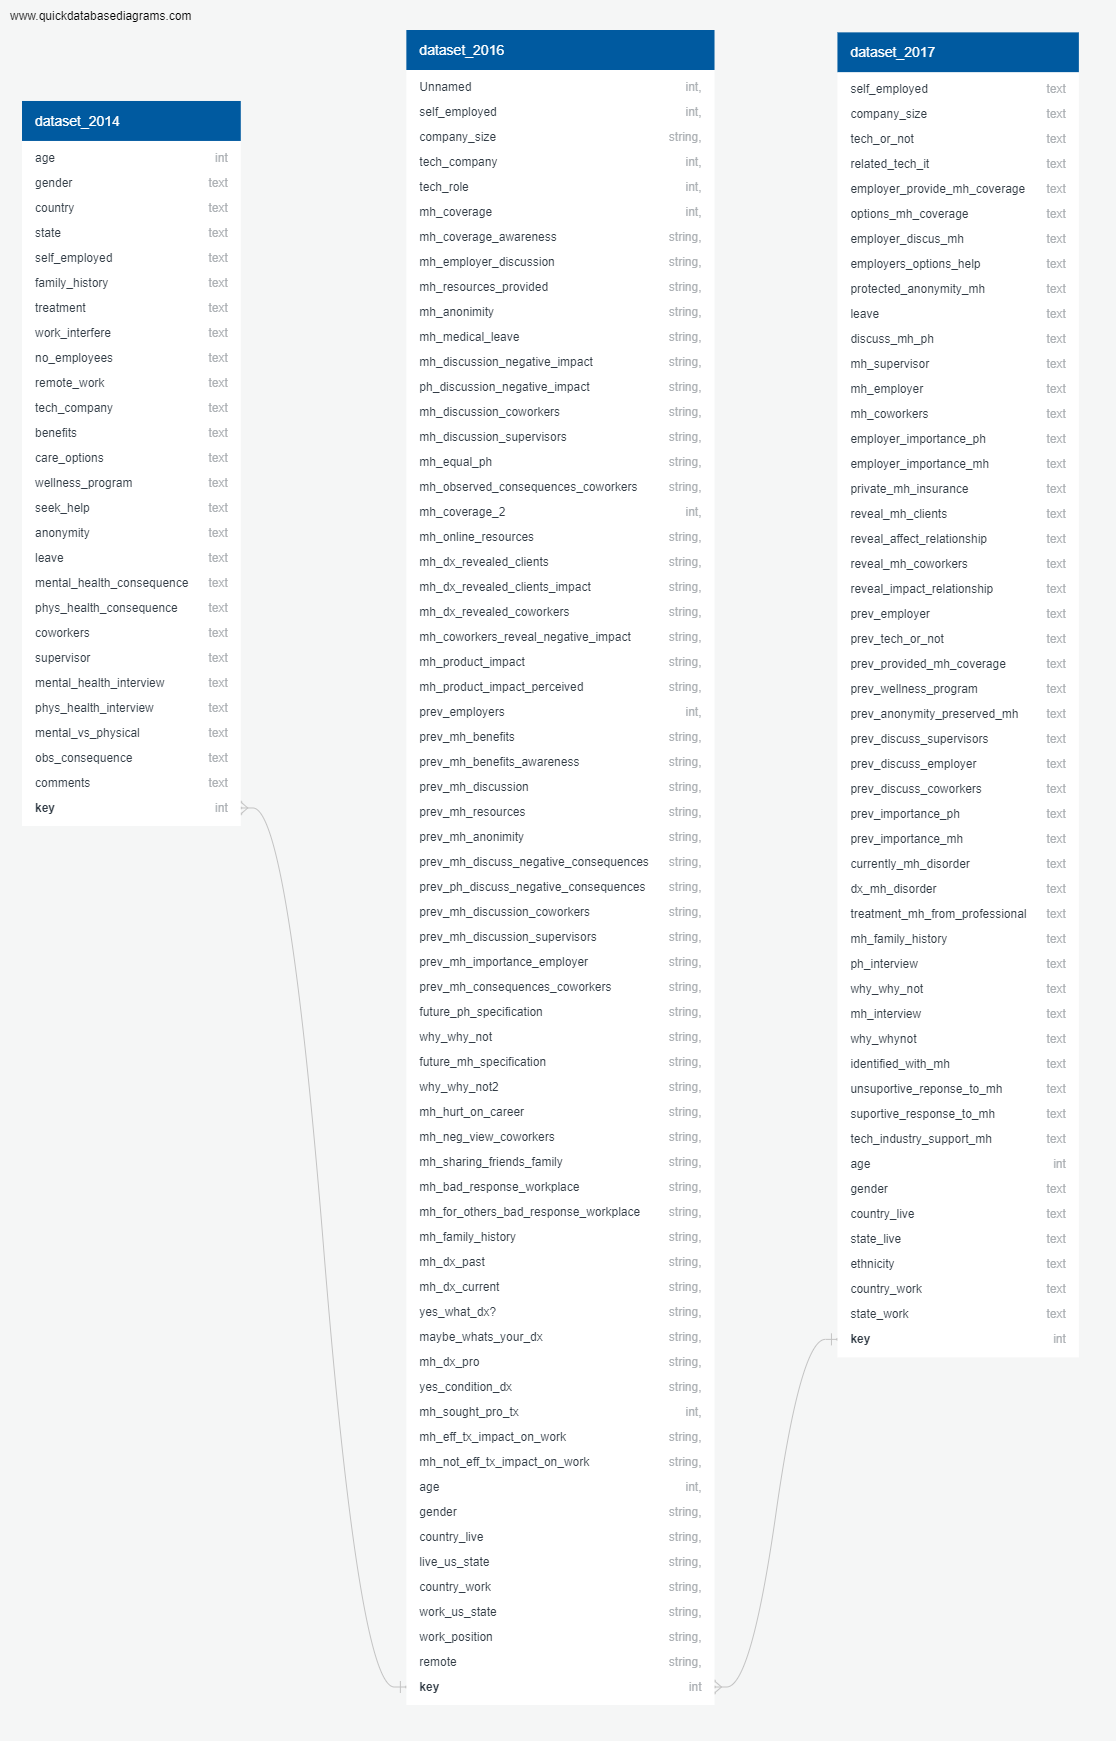 www.quickdatabasediagrams.com
dataset_2014
age int
gender text
country text
state text
self_employed text
family_history text
treatment text
work_interfere text
no_employees text
remote_work text
tech_company text
benefits text
care_options text
wellness_program text
seek_help text
anonymity text
leave text
mental_health_consequence text
phys_health_consequence text
coworkers text
supervisor text
mental_health_interview text
phys_health_interview text
mental_vs_physical text
obs_consequence text
comments text
key int
dataset_2016
Unnamed int,
self_employed int,
company_size string,
tech_company int,
tech_role int,
mh_coverage int,
mh_coverage_awareness string,
mh_employer_discussion string,
mh_resources_provided string,
mh_anonimity string,
mh_medical_leave string,
mh_discussion_negative_impact string,
ph_discussion_negative_impact string,
mh_discussion_coworkers string,
mh_discussion_supervisors string,
mh_equal_ph string,
mh_observed_consequences_coworkers string,
mh_coverage_2 int,
mh_online_resources string,
mh_dx_revealed_clients string,
mh_dx_revealed_clients_impact string,
mh_dx_revealed_coworkers string,
mh_coworkers_reveal_negative_impact string,
mh_product_impact string,
mh_product_impact_perceived string,
prev_employers int,
prev_mh_benefits string,
prev_mh_benefits_awareness string,
prev_mh_discussion string,
prev_mh_resources string,
prev_mh_anonimity string,
prev_mh_discuss_negative_consequences string,
prev_ph_discuss_negative_consequences string,
prev_mh_discussion_coworkers string,
prev_mh_discussion_supervisors string,
prev_mh_importance_employer string,
prev_mh_consequences_coworkers string,
future_ph_specification string,
why_why_not string,
future_mh_specification string,
why_why_not2 string,
mh_hurt_on_career string,
mh_neg_view_coworkers string,
mh_sharing_friends_family string,
mh_bad_response_workplace string,
mh_for_others_bad_response_workplace string,
mh_family_history string,
mh_dx_past string,
mh_dx_current string,
yes_what_dx? string,
maybe_whats_your_dx string,
mh_dx_pro string,
yes_condition_dx string,
mh_sought_pro_tx int,
mh_eff_tx_impact_on_work string,
mh_not_eff_tx_impact_on_work string,
age int,
gender string,
country_live string,
live_us_state string,
country_work string,
work_us_state string,
work_position string,
remote string,
key int
dataset_2017
self_employed text
company_size text
tech_or_not text
related_tech_it text
employer_provide_mh_coverage text
options_mh_coverage text
employer_discus_mh text
employers_options_help text
protected_anonymity_mh text
leave text
discuss_mh_ph text
mh_supervisor text
mh_employer text
mh_coworkers text
employer_importance_ph text
employer_importance_mh text
private_mh_insurance text
reveal_mh_clients text
reveal_affect_relationship text
reveal_mh_coworkers text
reveal_impact_relationship text
prev_employer text
prev_tech_or_not text
prev_provided_mh_coverage text
prev_wellness_program text
prev_anonymity_preserved_mh text
prev_discuss_supervisors text
prev_discuss_employer text
prev_discuss_coworkers text
prev_importance_ph text
prev_importance_mh text
currently_mh_disorder text
dx_mh_disorder text
treatment_mh_from_professional text
mh_family_history text
ph_interview text
why_why_not text
mh_interview text
why_whynot text
identified_with_mh text
unsuportive_reponse_to_mh text
suportive_response_to_mh text
tech_industry_support_mh text
age int
gender text
country_live text
state_live text
ethnicity text
country_work text
state_work text
key int